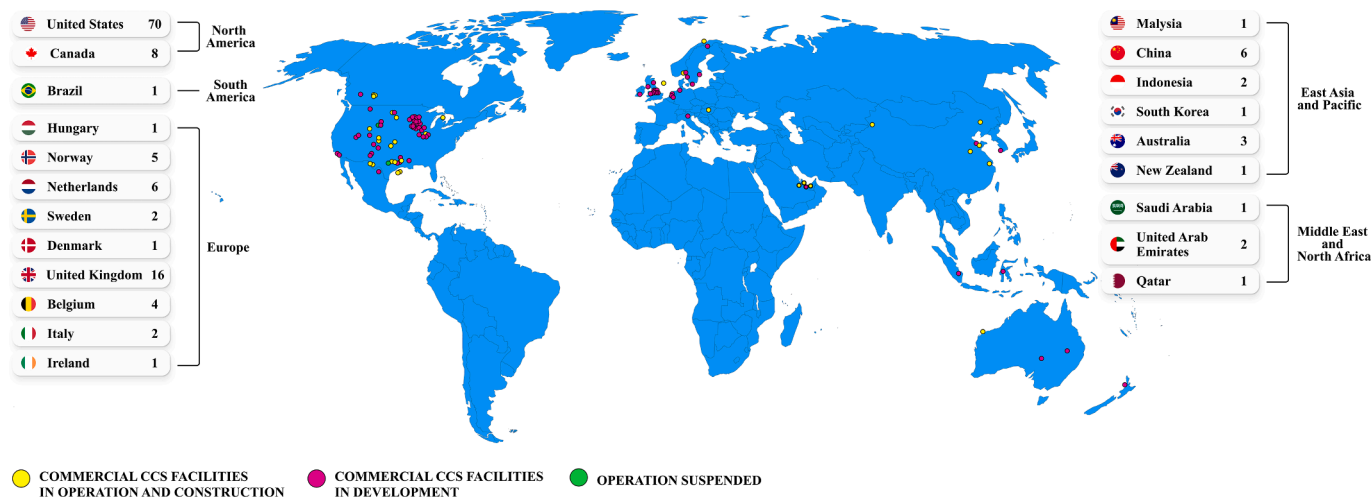 United States 70
Canada 8
North
America
Brazil 1
South
America
Hungary 1
Norway 5
Netherlands 6
Sweden 2
Denmark 1
United Kingdom 16
Belgium 4
Italy 2
Ireland 1
Europe
Malysia 1
China 6
Indonesia 2
South Korea 1
Australia 3
New Zealand 1
East Asia
and Pacific
Saudi Arabia 1
United Arab
Emirates 2
Qatar 1
Middle East
and
North Africa
COMMERCIAL CCS FACILITIES
IN OPERATION AND CONSTRUCTION
COMMERCIAL CCS FACILITIES
IN DEVELOPMENT
OPERATION SUSPENDED